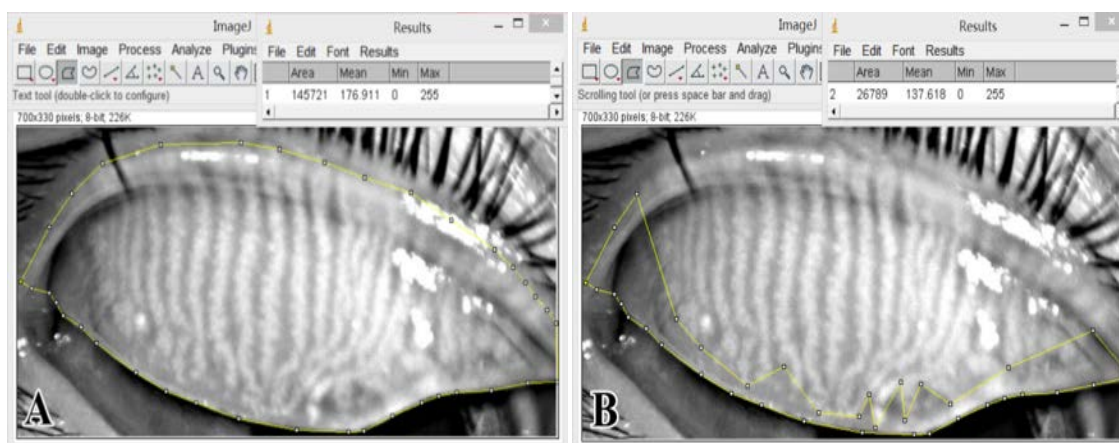 ImageJ
File Edit Image Process Analyze Plugins
Text tool (double-click to configure)
700x330 pixels; 8-bit; 226K
Results
File Edit Font Results
Area Mean Min Max
1 145721 176.911 0 255
A
ImageJ
File Edit Image Process Analyze Plugins
Scrolling tool (or press space bar and drag)
700x330 pixels; 8-bit; 226K
Results
File Edit Font Results
Area Mean Min Max
2 26789 137.618 0 255
B